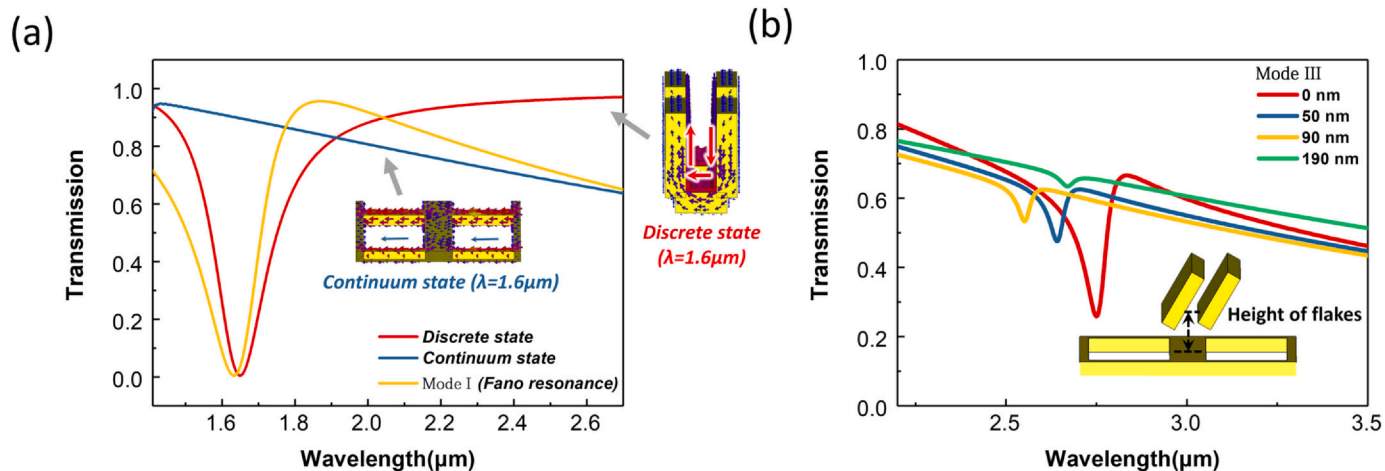 (a)
Transmission
1.0
0.8
0.6
0.4
0.2
0.0
1.6
1.8
2.0
2.2
2.4
2.6
Wavelength(μm)
Continuum state (λ=1.6μm)
Discrete state
Continuum state
Mode I (Fano resonance)
Discrete state
(λ=1.6μm)
(b)
Transmission
1.0
0.8
0.6
0.4
0.2
0.0
2.5
3.0
3.5
Wavelength(μm)
Mode III
0 nm
50 nm
90 nm
190 nm
Height of flakes